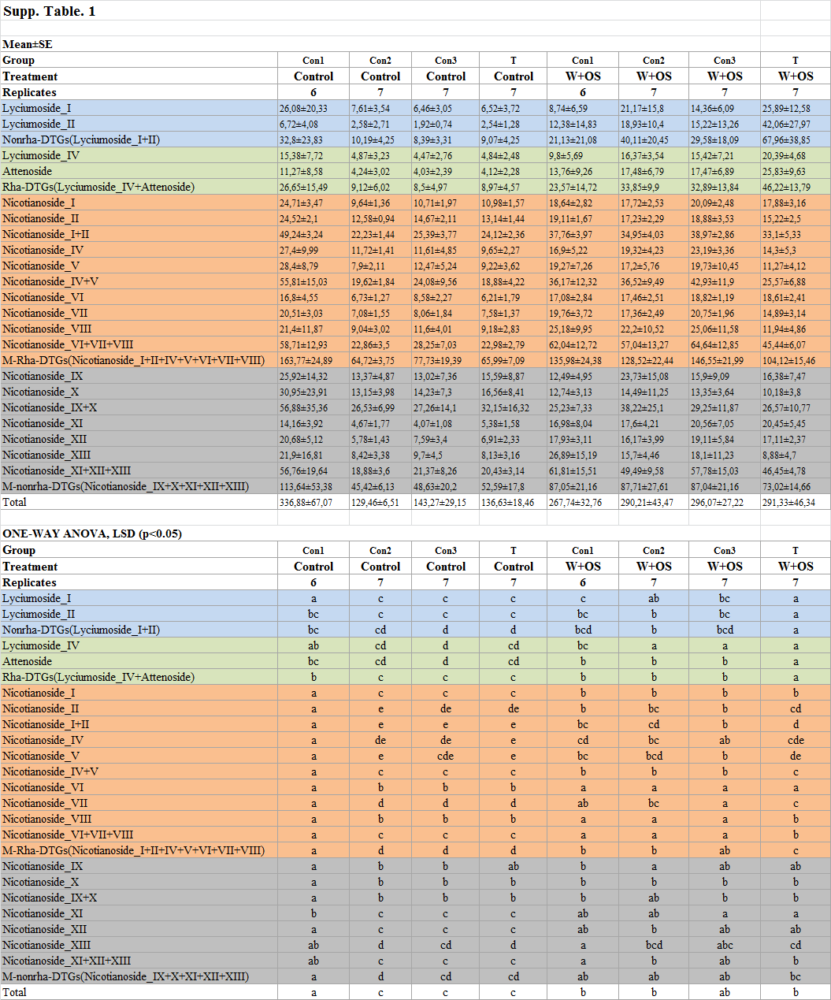 Supp. Table. 1
Mean±SE
Group Con1 Con2 Con3 T Con1 Con2 Con3 T
Treatment Control Control Control Control W+OS W+OS W+OS W+OS
Replicates 6 7 7 7 6 7 7 7
Lyciumoside_I 26,08±20,33 7,61±3,54 6,46±3,05 6,52±3,72 8,74±6,59 21,17±15,8 14,36±6,09 25,89±12,58
Lyciumoside_II 6,72±4,08 2,58±2,71 1,92±0,74 2,54±1,28 12,38±14,83 18,93±10,4 15,22±13,26 42,06±27,97
Nonrha-DTGs(Lyciumoside_I+II) 32,8±23,83 10,19±4,25 8,39±3,31 9,07±4,25 21,13±21,08 40,11±20,45 29,58±18,09 67,96±38,85
Lyciumoside_IV 15,38±7,72 4,87±3,23 4,47±2,76 4,84±2,48 9,8±5,69 16,37±3,54 15,42±7,21 20,39±4,68
Attenoside 11,27±8,58 4,24±3,02 4,03±2,39 4,12±2,28 13,76±9,26 17,48±6,79 17,47±6,89 25,83±9,63
Rha-DTGs(Lyciumoside_IV+Attenoside) 26,65±15,49 9,12±6,02 8,5±4,97 8,97±4,57 23,57±14,72 33,85±9,9 32,89±13,84 46,22±13,79
Nicotianoside_I 24,71±3,47 9,64±1,36 10,71±1,97 10,98±1,57 18,64±2,82 17,72±2,53 20,09±2,48 17,88±3,16
Nicotianoside_II 24,52±2,1 12,58±0,94 14,67±2,11 13,14±1,44 19,11±1,67 17,23±2,29 18,88±3,53 15,22±2,5
Nicotianoside_I+II 49,24±3,24 22,23±1,44 25,39±3,77 24,12±2,36 37,76±3,97 34,95±4,03 38,97±2,86 33,1±5,33
Nicotianoside_IV 27,4±9,99 11,72±1,41 11,61±4,85 9,65±2,27 16,9±5,22 19,32±4,23 23,19±3,36 14,3±5,3
Nicotianoside_V 28,4±8,79 7,9±2,11 12,47±5,24 9,22±3,62 19,27±7,26 17,2±5,76 19,73±10,45 11,27±4,12
Nicotianoside_IV+V 55,81±15,03 19,62±1,84 24,08±9,56 18,88±4,22 36,17±12,32 36,52±9,49 42,93±11,9 25,57±6,88
Nicotianoside_VI 16,8±4,55 6,73±1,27 8,58±2,27 6,21±1,79 17,08±2,84 17,46±2,51 18,82±1,19 18,61±2,41
Nicotianoside_VII 20,51±3,03 7,08±1,55 8,06±1,84 7,58±1,37 19,76±3,72 17,36±2,49 20,75±1,96 14,89±3,14
Nicotianoside_VIII 21,4±11,87 9,04±3,02 11,6±4,01 9,18±2,83 25,18±9,95 22,2±10,52 25,06±11,58 11,94±4,86
Nicotianoside_VI+VII+VIII 58,71±12,93 22,86±3,5 28,25±7,03 22,98±2,79 62,04±12,72 57,04±13,27 64,64±12,85 45,44±6,07
M-Rha-DTGs(Nicotianoside_I+II+IV+V+VI+VII+VIII) 163,77±24,89 64,72±3,75 77,73±19,39 65,99±7,09 135,98±24,38 128,52±22,44 146,55±21,99 104,12±15,46
Nicotianoside_IX 25,92±14,32 13,37±4,87 13,02±7,36 15,59±8,87 12,49±4,95 23,73±15,08 15,9±9,09 16,38±7,47
Nicotianoside_X 30,95±23,91 13,15±3,98 14,23±7,3 16,56±8,41 12,74±3,13 14,49±11,25 13,35±3,64 10,18±3,8
Nicotianoside_IX+X 56,88±35,36 26,53±6,99 27,26±14,1 32,15±16,32 25,23±7,33 38,22±25,1 29,25±11,87 26,57±10,77
Nicotianoside_XI 14,16±3,92 4,67±1,77 4,07±1,08 5,38±1,58 16,98±8,04 17,6±4,21 20,56±7,05 20,45±5,45
Nicotianoside_XII 20,68±5,12 5,78±1,43 7,59±3,4 6,91±2,33 17,93±3,11 16,17±3,99 19,11±5,84 17,11±2,37
Nicotianoside_XIII 21,9±16,81 8,42±3,38 9,7±4,5 8,13±3,16 26,89±15,19 15,7±4,46 18,1±11,23 8,88±4,7
Nicotianoside_XI+XII+XIII 56,76±19,64 18,88±3,6 21,37±8,26 20,43±3,14 61,81±15,51 49,49±9,58 57,78±15,03 46,45±4,78
M-nonrha-DTGs(Nicotianoside_IX+X+XI+XII+XIII) 113,64±53,38 45,42±6,13 48,63±20,2 52,59±17,8 87,05±21,16 87,71±27,61 87,04±21,16 73,02±14,66
Total 336,88±67,07 129,46±6,51 143,27±29,15 136,63±18,46 267,74±32,76 290,21±43,47 296,07±27,22 291,33±46,34
ONE-WAY ANOVA, LSD (p<0.05)
Group Con1 Con2 Con3 T Con1 Con2 Con3 T
Treatment Control Control Control Control W+OS W+OS W+OS W+OS
Replicates 6 7 7 7 6 7 7 7
Lyciumoside_I a c c c c ab bc a
Lyciumoside_II bc c c c bc b bc a
Nonrha-DTGs(Lyciumoside_I+II) bc cd d d bcd b bcd a
Lyciumoside_IV ab cd d cd bc a a a
Attenoside bc cd d cd b b b a
Rha-DTGs(Lyciumoside_IV+Attenoside) b c c c b b b a
Nicotianoside_I a c c c b b b b
Nicotianoside_II a e de de b bc b cd
Nicotianoside_I+II a e e e bc cd b d
Nicotianoside_IV a de de e cd bc ab cde
Nicotianoside_V a e cde e bc bcd b de
Nicotianoside_IV+V a c c c b b b c
Nicotianoside_VI a b b b a a a a
Nicotianoside_VII a d d d ab bc a c
Nicotianoside_VIII a b b b a a a b
Nicotianoside_VI+VII+VIII a c c c a a a b
M-Rha-DTGs(Nicotianoside_I+II+IV+V+VI+VII+VIII) a d d d b b ab c
Nicotianoside_IX a b b ab b a ab ab
Nicotianoside_X a b b b b b b b
Nicotianoside_IX+X a b b b b ab b b
Nicotianoside_XI b c c c ab ab a a
Nicotianoside_XII a c c c ab b ab ab
Nicotianoside_XIII ab d cd d a bcd abc cd
Nicotianoside_XI+XII+XIII ab c c c a b ab b
M-nonrha-DTGs(Nicotianoside_IX+X+XI+XII+XIII) a d cd cd ab ab ab bc
Total a c c c b b ab b